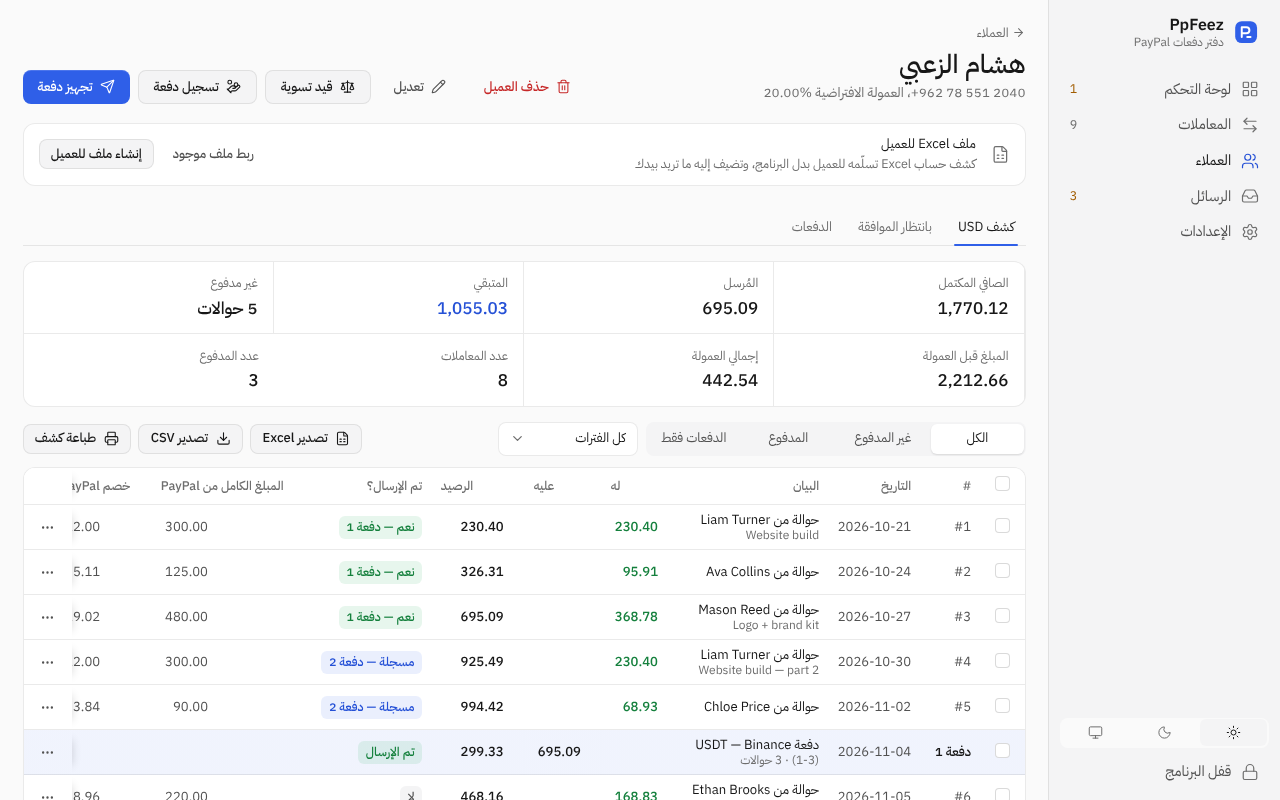 PpFeez
دفتر دفعات PayPal
لوحة التحكم 1
المعاملات 9
العملاء
الرسائل 3
الإعدادات
قفل البرنامج
العملاء
هشام الزعبي
+962 78 551 2040، العمولة الافتراضية 20.00%
حذف العميل
تعديل
قيد تسوية
تسجيل دفعة
تجهيز دفعة
ملف Excel للعميل
كشف حساب Excel تسلّمه للعميل بدل البرنامج، وتضيف إليه ما تريد بيدك
ربط ملف موجود
إنشاء ملف للعميل
كشف USD بانتظار الموافقة الدفعات
الصافي المكتمل المُرسل المتبقي غير مدفوع
1,770.12 695.09 1,055.03 5 حوالات
المبلغ قبل العمولة إجمالي العمولة عدد المعاملات عدد المدفوع
2,212.66 442.54 8 3
الكل غير المدفوع المدفوع الدفعات فقط كل الفترات تصدير Excel تصدير CSV طباعة كشف
# التاريخ البيان له عليه الرصيد تم الإرسال؟ المبلغ الكامل من PayPal خصم
#1 2026-10-21 حوالة من Liam Turner 230.40 230.40 نعم — دفعة 1 300.00 2.00
Website build
#2 2026-10-24 حوالة من Ava Collins 95.91 326.31 نعم — دفعة 1 125.00 5.11
#3 2026-10-27 حوالة من Mason Reed 368.78 695.09 نعم — دفعة 1 480.00 9.02
Logo + brand kit
#4 2026-10-30 حوالة من Liam Turner 230.40 925.49 مسجلة — دفعة 2 300.00 2.00
Website build — part 2
#5 2026-11-02 حوالة من Chloe Price 68.93 994.42 مسجلة — دفعة 2 90.00 3.84
دفعة 1 2026-11-04 دفعة USDT — Binance 695.09 299.33 تم الإرسال
(1-3) · 3 حوالات
#6 2026-11-05 حوالة من Ethan Brooks 168.83 468.16 لا 220.00 8.96